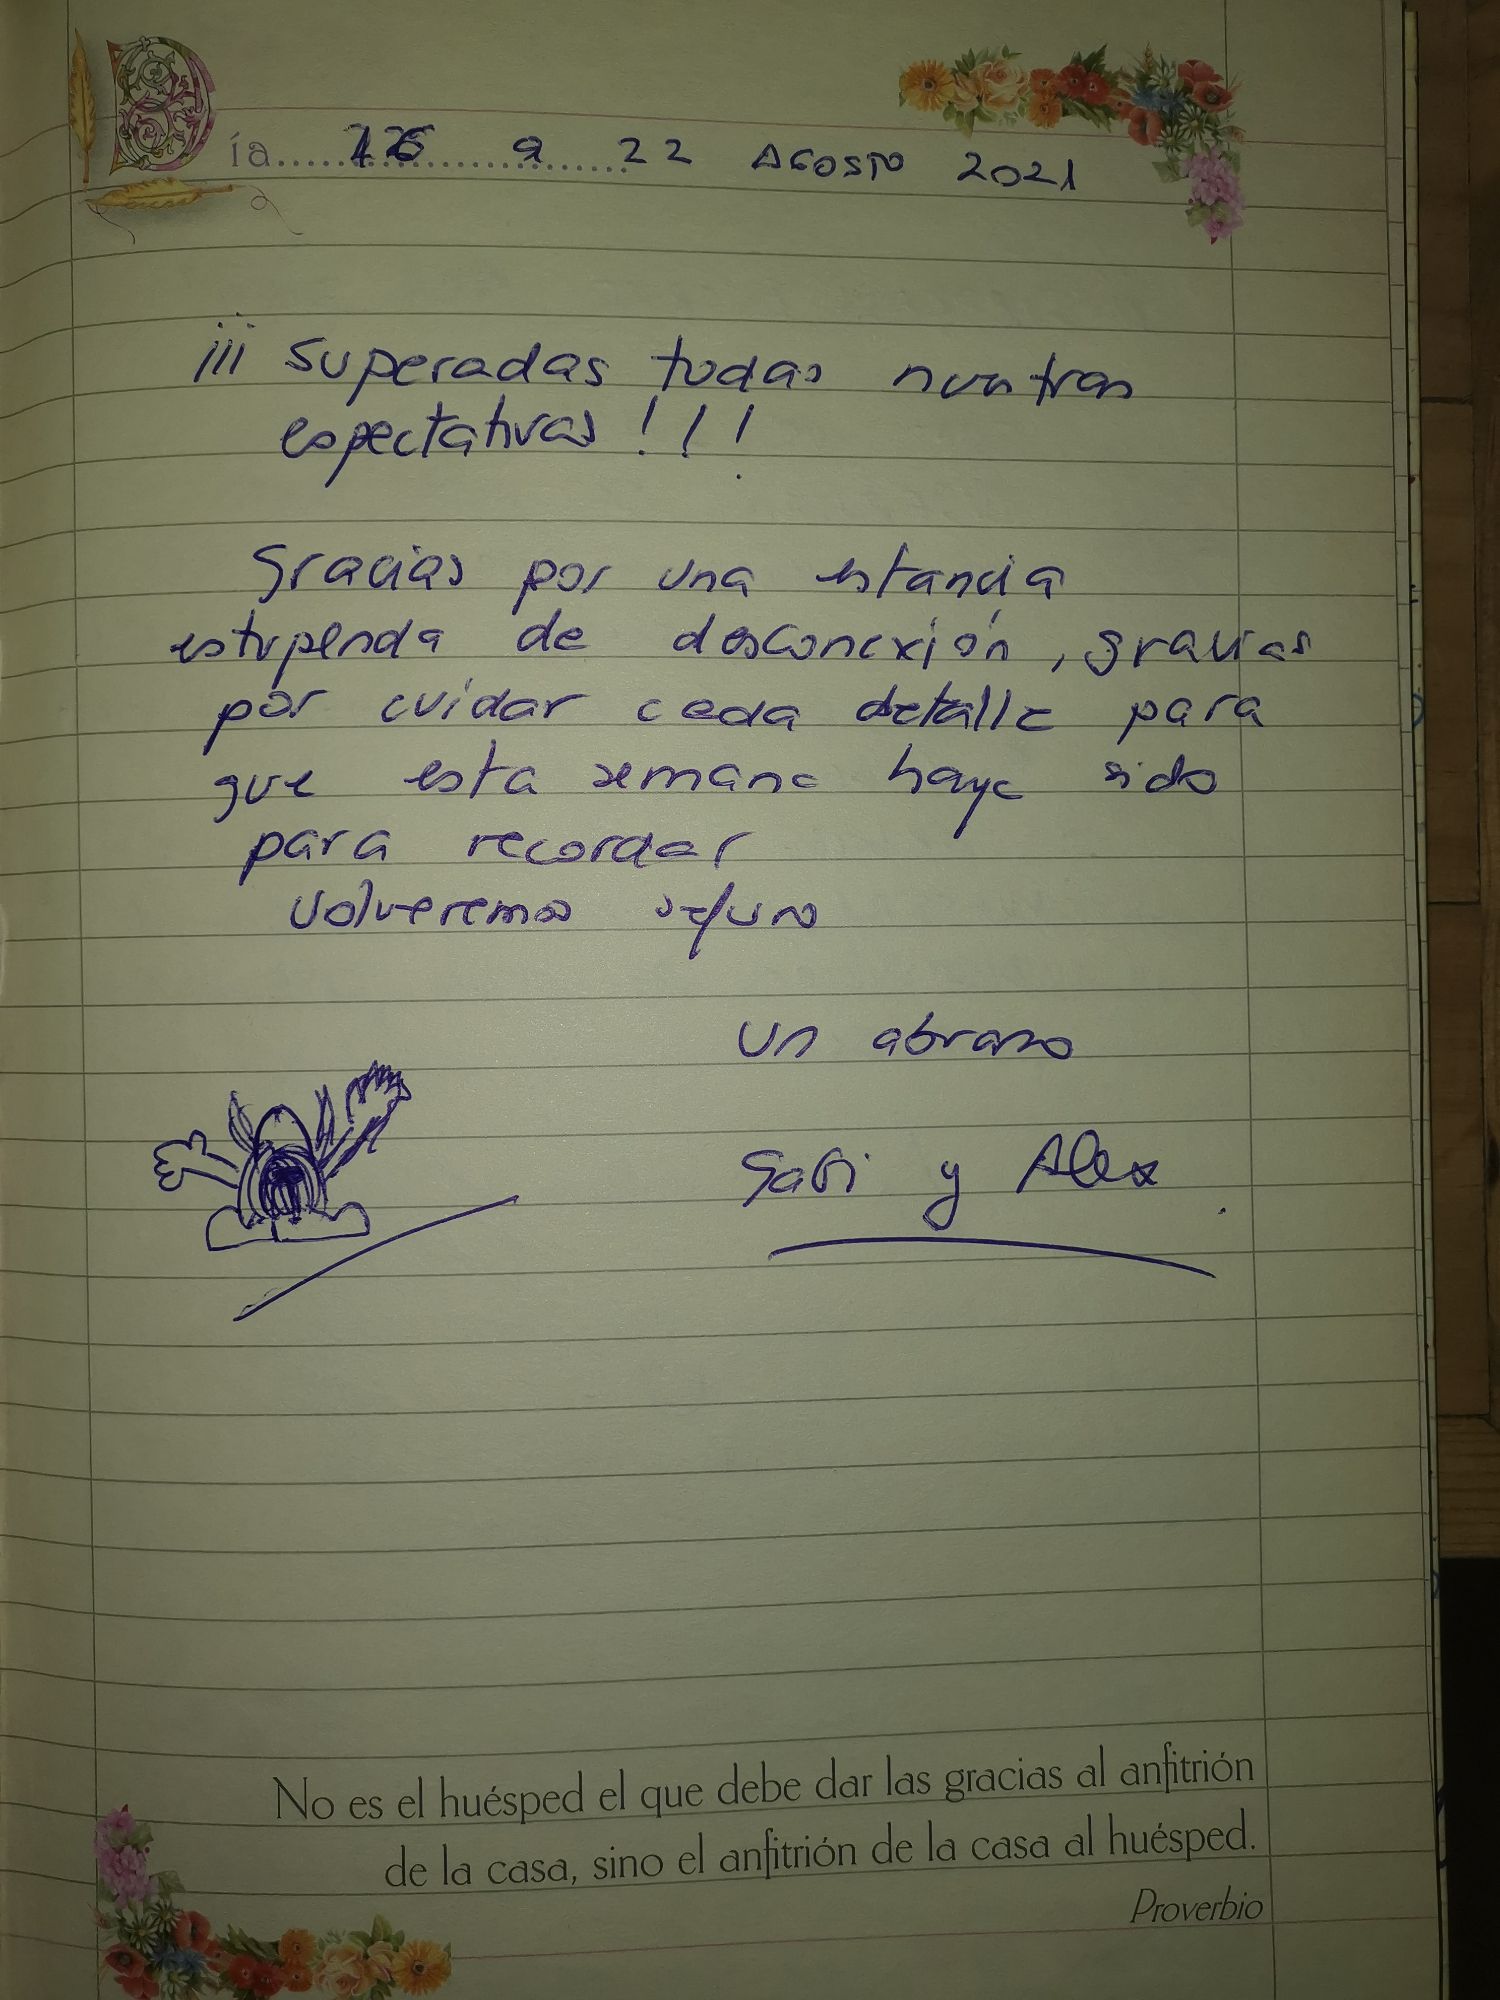 Día 16 a 22 AGOSTO 2021
¡¡¡ Superadas todas nuestras
espectativas!!!
Gracias por una estancia
estupenda de desconexión, gracias
por cuidar cada detalle para
que esta semana haya sido
para recordar
Volveremos seguro
Un abrazo
Gabi y Alex
No es el huésped el que debe dar las gracias al anfitrión
de la casa, sino el anfitrión de la casa al huésped.
Proverbio